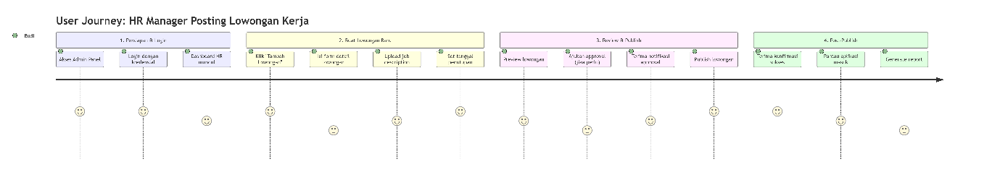 User Journey: HR Manager Posting Lowongan Kerja
Budi
1. Persiapan & Login
2. Buat Lowongan Baru
3. Review & Publish
4. Post-Publish
Akses Admin Panel
Login dengan
kredensial
Dashboard HR
muncul
Klik "Tambah
Lowongan"
Isi form detail
lowongan
Upload job
description
Set tanggal
penutupan
Preview lowongan
Ajukan approval
(jika perlu)
Terima notifikasi
approval
Publish lowongan
Terima konfirmasi
sukses
Pantau aplikasi
masuk
Generate report